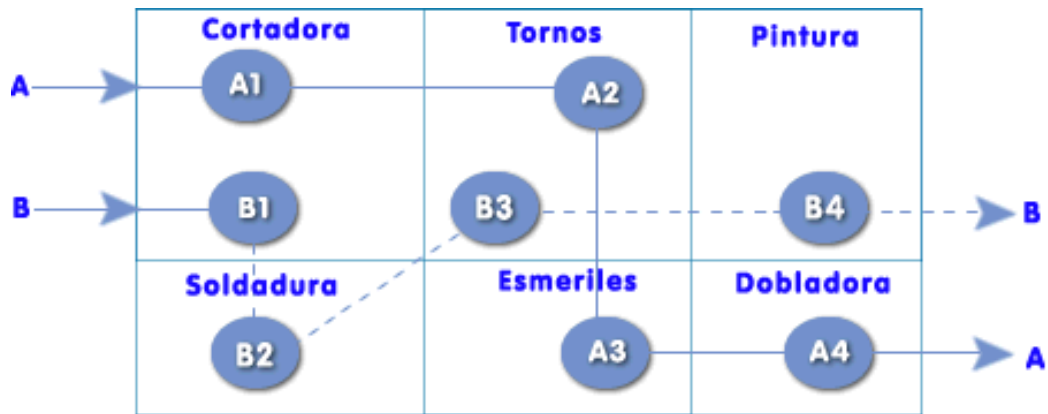 Cortadora
Tornos
Pintura
A
A1
A2
B
B1
B3
B4
B
Soldadura
Esmeriles
Dobladora
B2
A3
A4
A